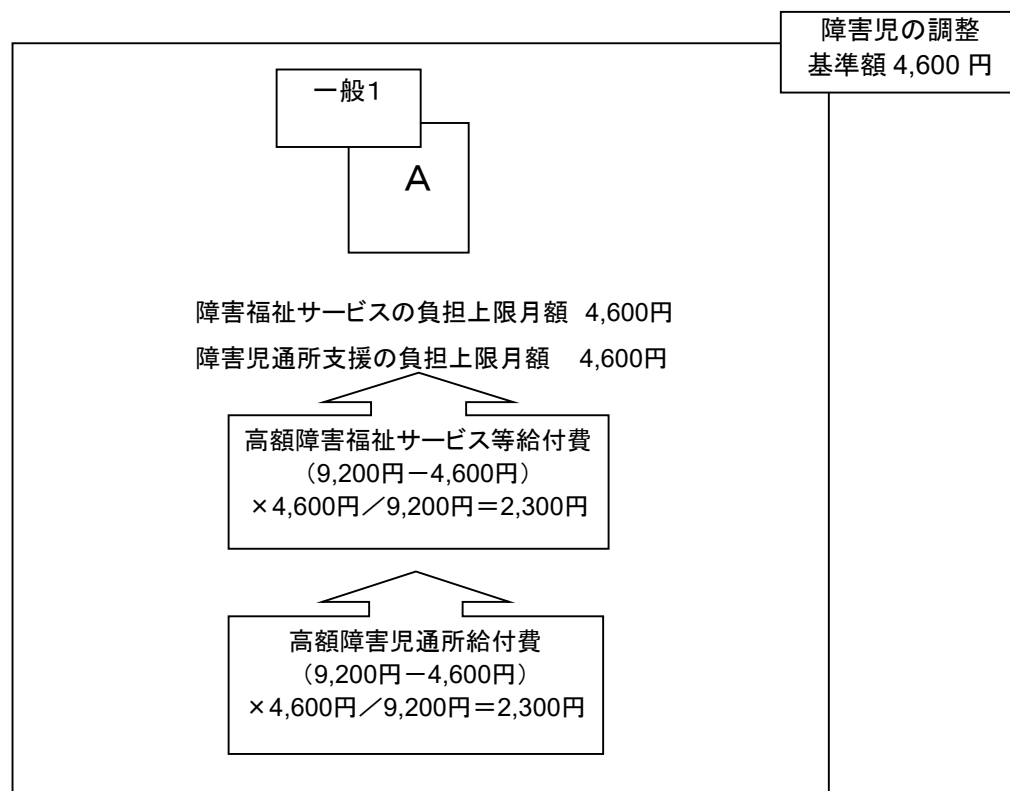 障害児の調整
基準額 4,600 円
一般1
A
障害福祉サービスの負担上限月額 4,600円
障害児通所支援の負担上限月額 4,600円
高額障害福祉サービス等給付費
（9,200円－4,600円）
×4,600円／9,200円＝2,300円
高額障害児通所給付費
（9,200円－4,600円）
×4,600円／9,200円＝2,300円